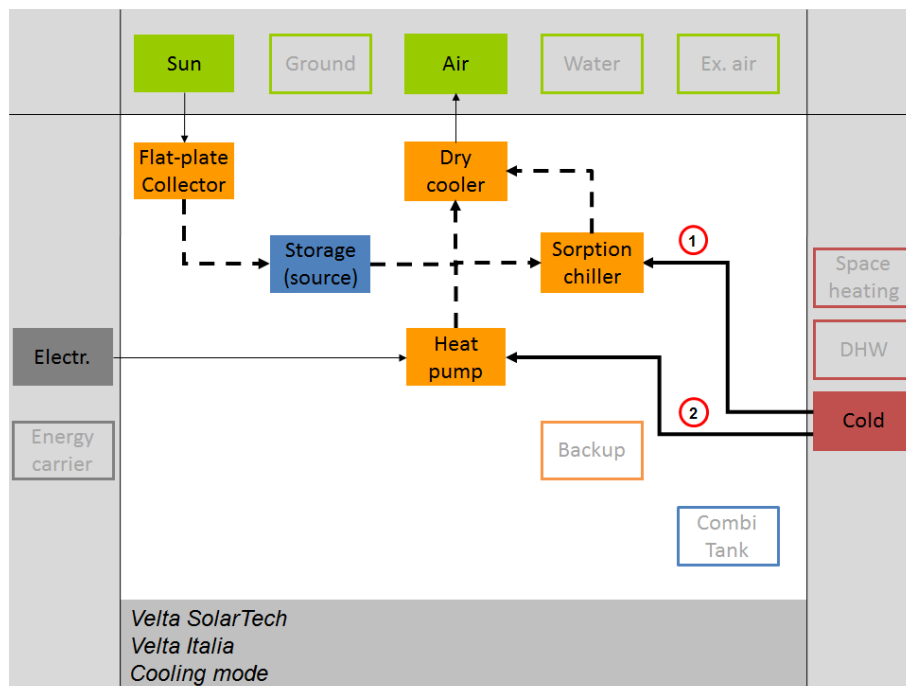 Sun
Ground
Air
Water
Ex. air
Flat-plate
Collector
Dry
cooler
Storage
(source)
Sorption
chiller
1
Space
heating
Electr.
Heat
pump
DHW
2
Cold
Energy
carrier
Backup
Combi
Tank
Velta SolarTech
Velta Italia
Cooling mode